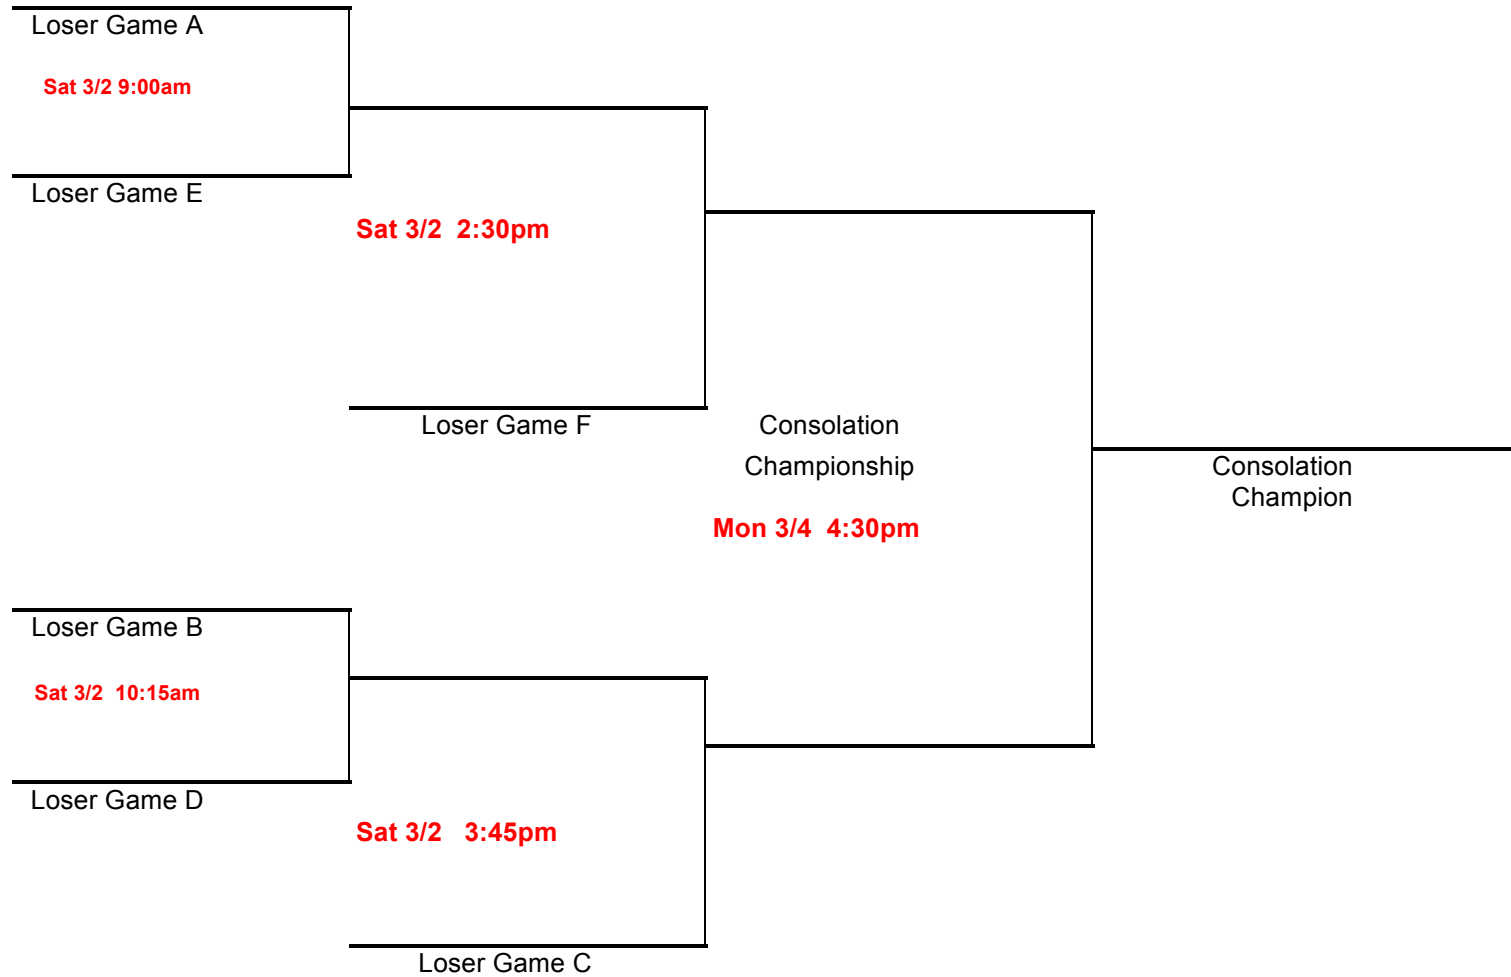 Loser Game A
Sat 3/2 9:00am
Loser Game E
Sat 3/2  2:30pm
Loser Game F
Consolation
Championship
Mon 3/4  4:30pm
Consolation
Champion
Loser Game B
Sat 3/2  10:15am
Loser Game D
Sat 3/2   3:45pm
Loser Game C